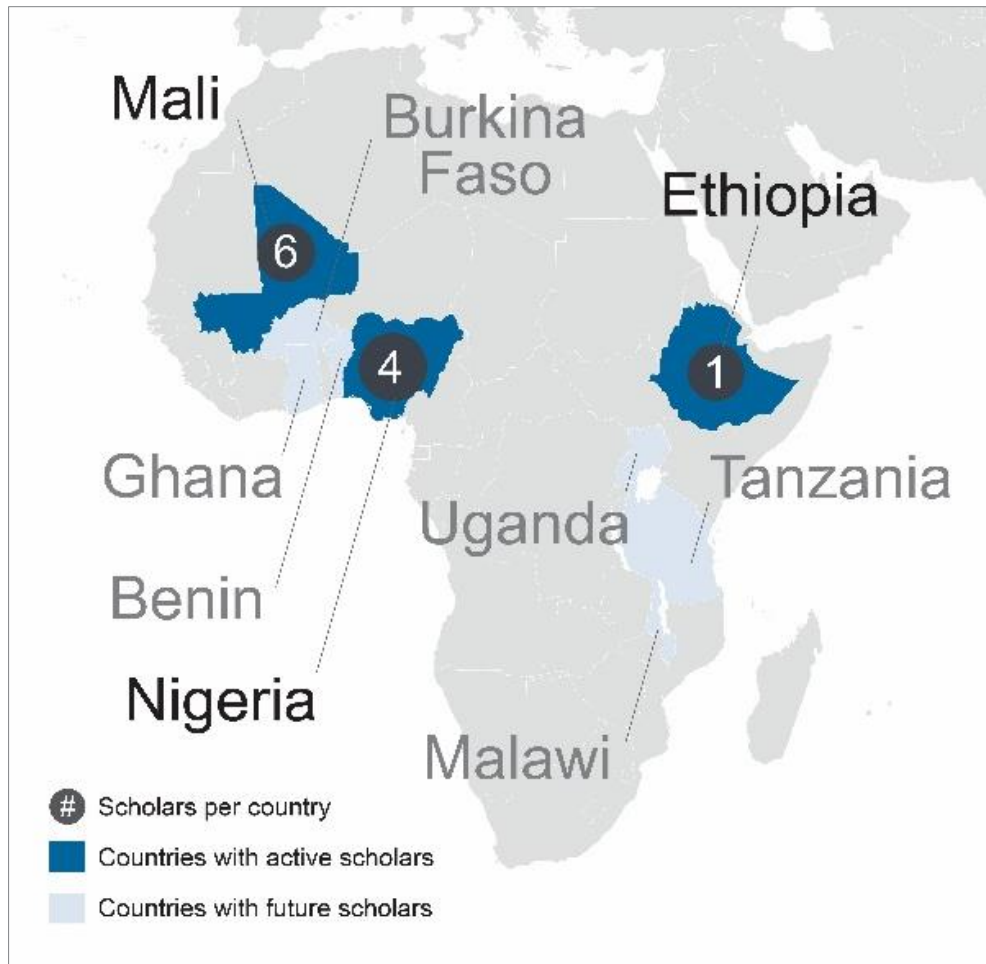 Mali
Burkina
Faso
Ethiopia
6
4
1
Ghana
Tanzania
Uganda
Benin
Nigeria
Malawi
# Scholars per country
Countries with active scholars
Countries with future scholars